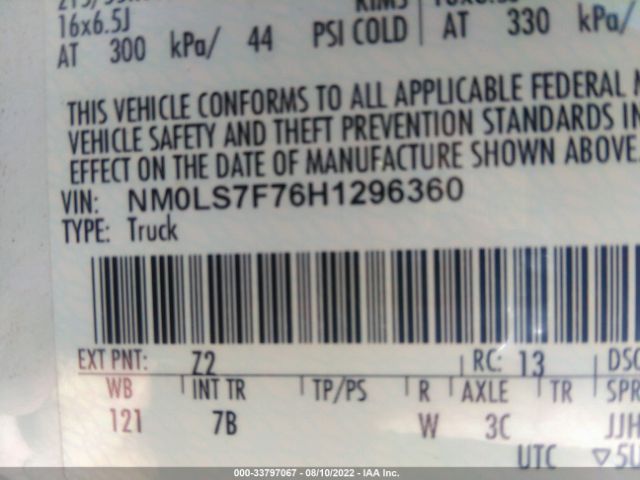 16x6.5J RIMS
AT 300 kPa/ 44 PSI COLD AT 330 kPa/
THIS VEHICLE CONFORMS TO ALL APPLICABLE FEDERAL
VEHICLE SAFETY AND THEFT PREVENTION STANDARDS IN
EFFECT ON THE DATE OF MANUFACTURE SHOWN ABOVE.
VIN: NM0LS7F76H1296360
TYPE: Truck
EXT PNT: Z2 RC: 13 DSO
WB INT TR TP/PS R AXLE TR SPR
121 7B W 3C JJH
UTC ▽5U
000-33797067 - 08/10/2022 - IAA Inc.